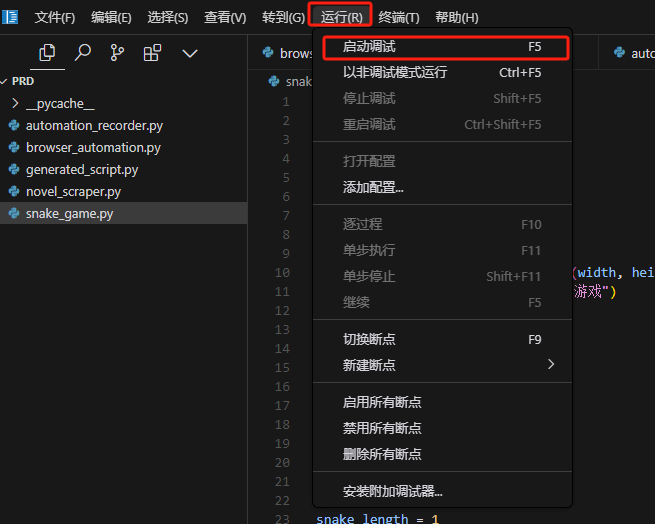 文件(F) 编辑(E) 选择(S) 查看(V) 转到(G) 运行(R) 终端(T) 帮助(H)
PRD
__pycache__
automation_recorder.py
browser_automation.py
generated_script.py
novel_scraper.py
snake_game.py
brows
auto
snak
启动调试 F5
以非调试模式运行 Ctrl+F5
停止调试 Shift+F5
重启调试 Ctrl+Shift+F5
打开配置
添加配置...
逐过程 F10
单步执行 F11
单步停止 Shift+F11
继续 F5
切换断点 F9
新建断点
启用所有断点
禁用所有断点
删除所有断点
安装附加调试器...
1
2
3
4
5
6
7
8
9
10 (width, hei
11 游戏")
12
13
14
15
16
17
18
19
20
21
22
23 snake_length = 1